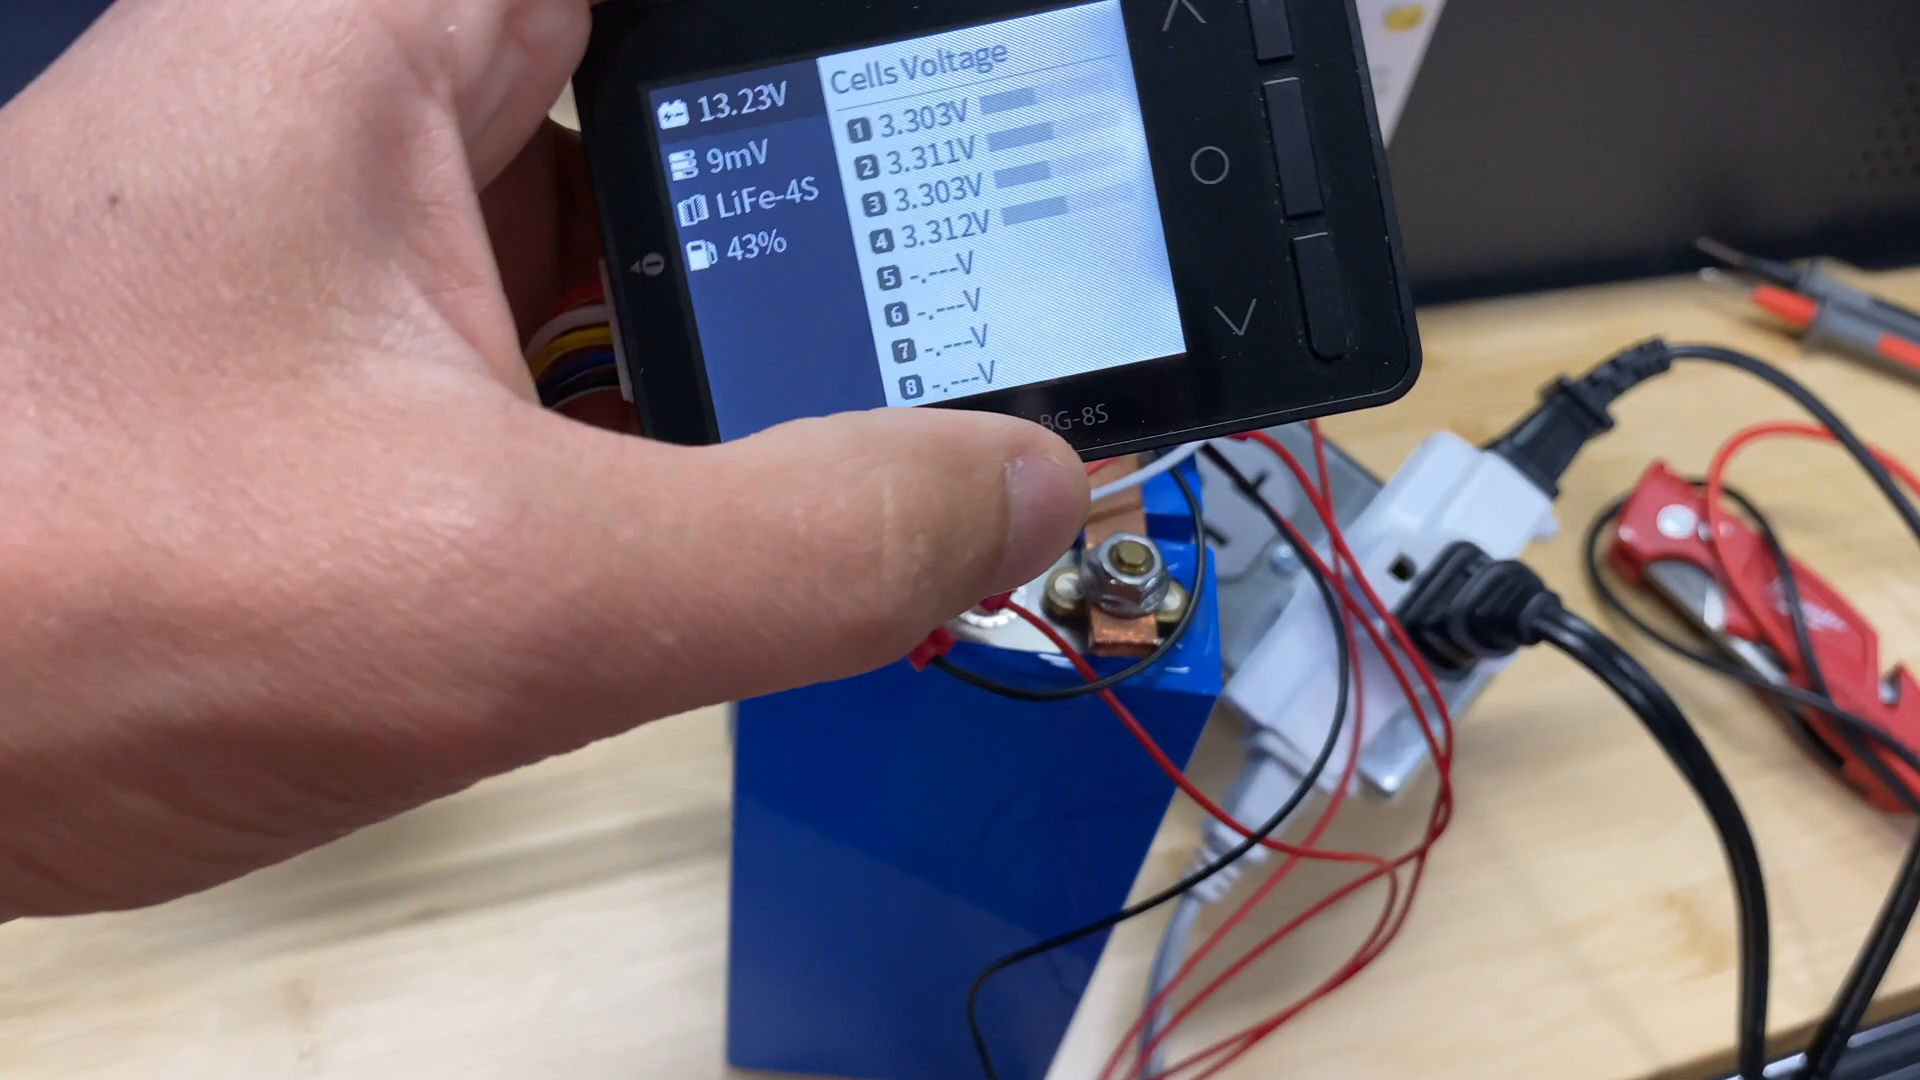 13.23V
9mV
LiFe-4S
43%
Cells Voltage
1 3.303V
2 3.311V
3 3.303V
4 3.312V
5 -.---V
6 -.---V
7 -.---V
8 -.---V
BG-8S